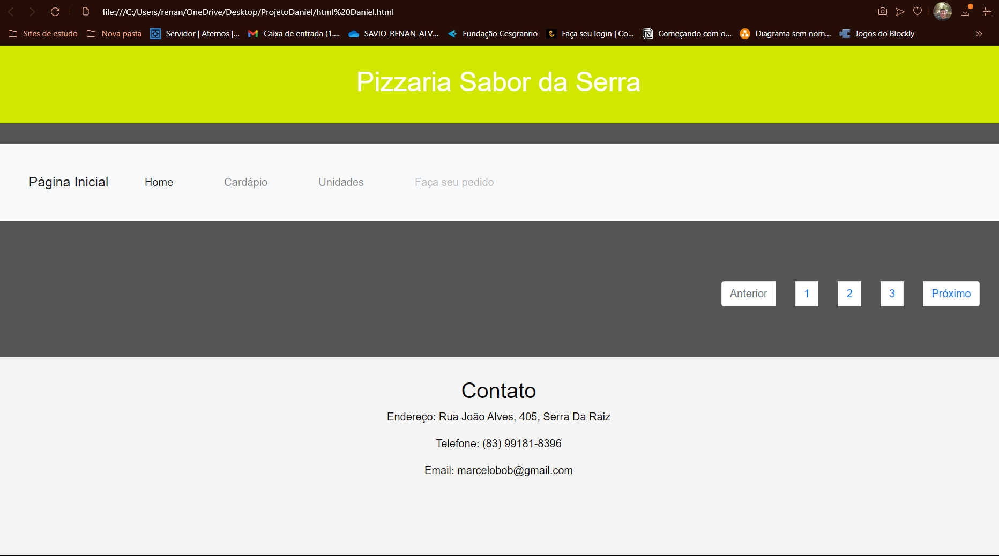 file:///C:/Users/renan/OneDrive/Desktop/ProjetoDaniel/html%20Daniel.html
Sites de estudo Nova pasta Servidor | Aternos |... Caixa de entrada (1.... SAVIO_RENAN_ALV... Fundação Cesgranrio Faça seu login | Co... Começando com o... Diagrama sem nom... Jogos do Blockly
Pizzaria Sabor da Serra
Página Inicial Home Cardápio Unidades Faça seu pedido
Anterior 1 2 3 Próximo
Contato
Endereço: Rua João Alves, 405, Serra Da Raiz
Telefone: (83) 99181-8396
Email: marcelobob@gmail.com